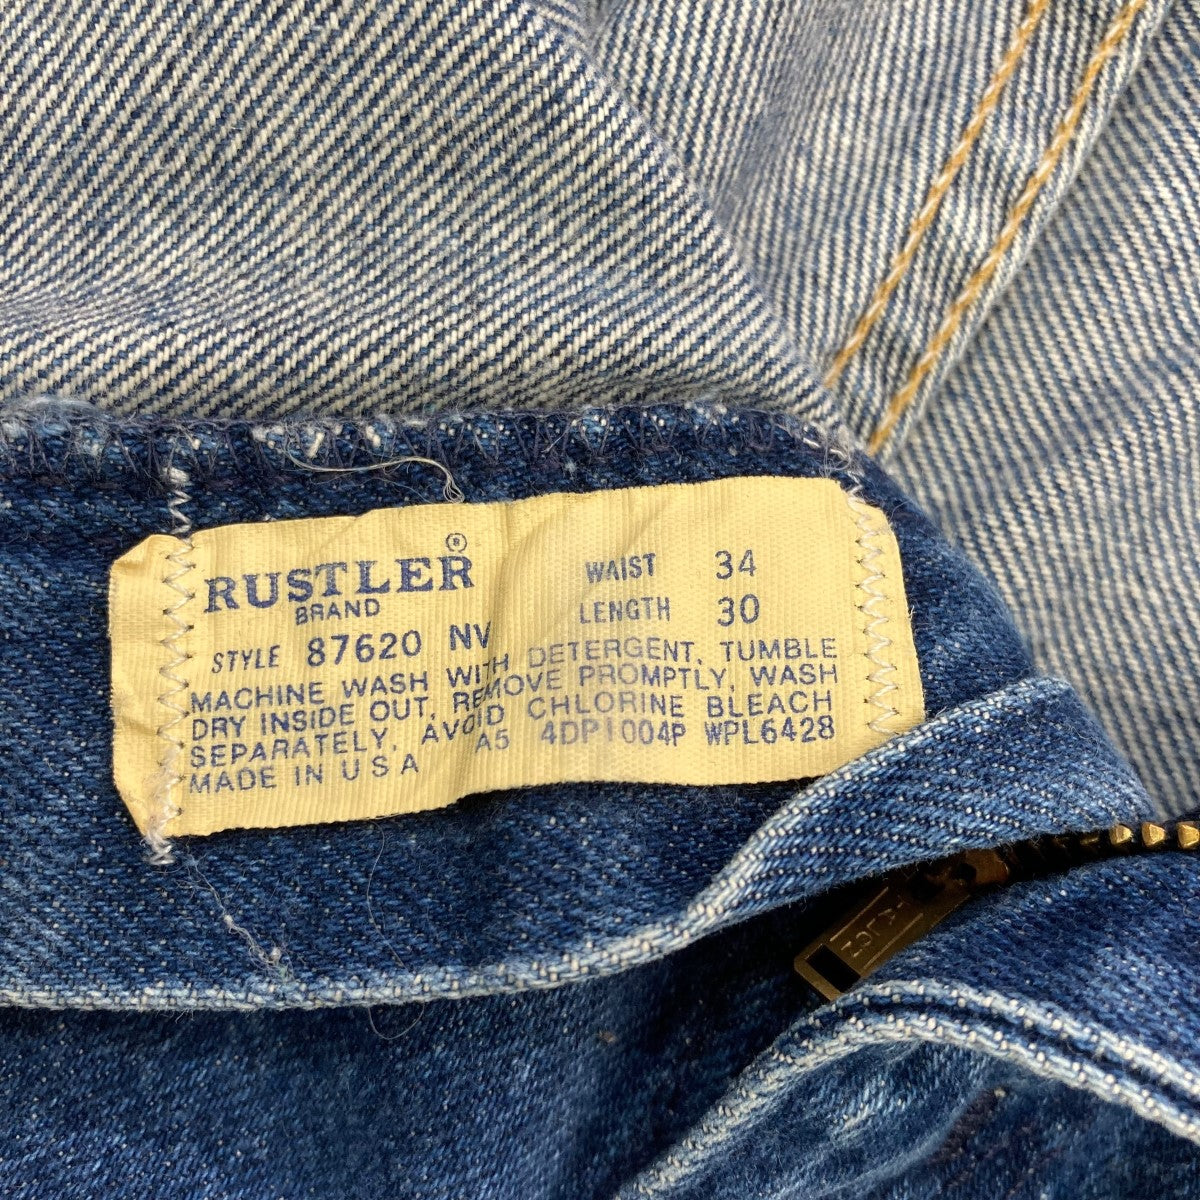 RUSTLER®
BRAND
WAIST 34
LENGTH 30
STYLE 87620 NV
MACHINE WASH WITH DETERGENT, TUMBLE
DRY INSIDE OUT, REMOVE PROMPTLY, WASH
SEPARATELY, AVOID CHLORINE BLEACH
MADE IN USA A5 4DP1004P WPL6428